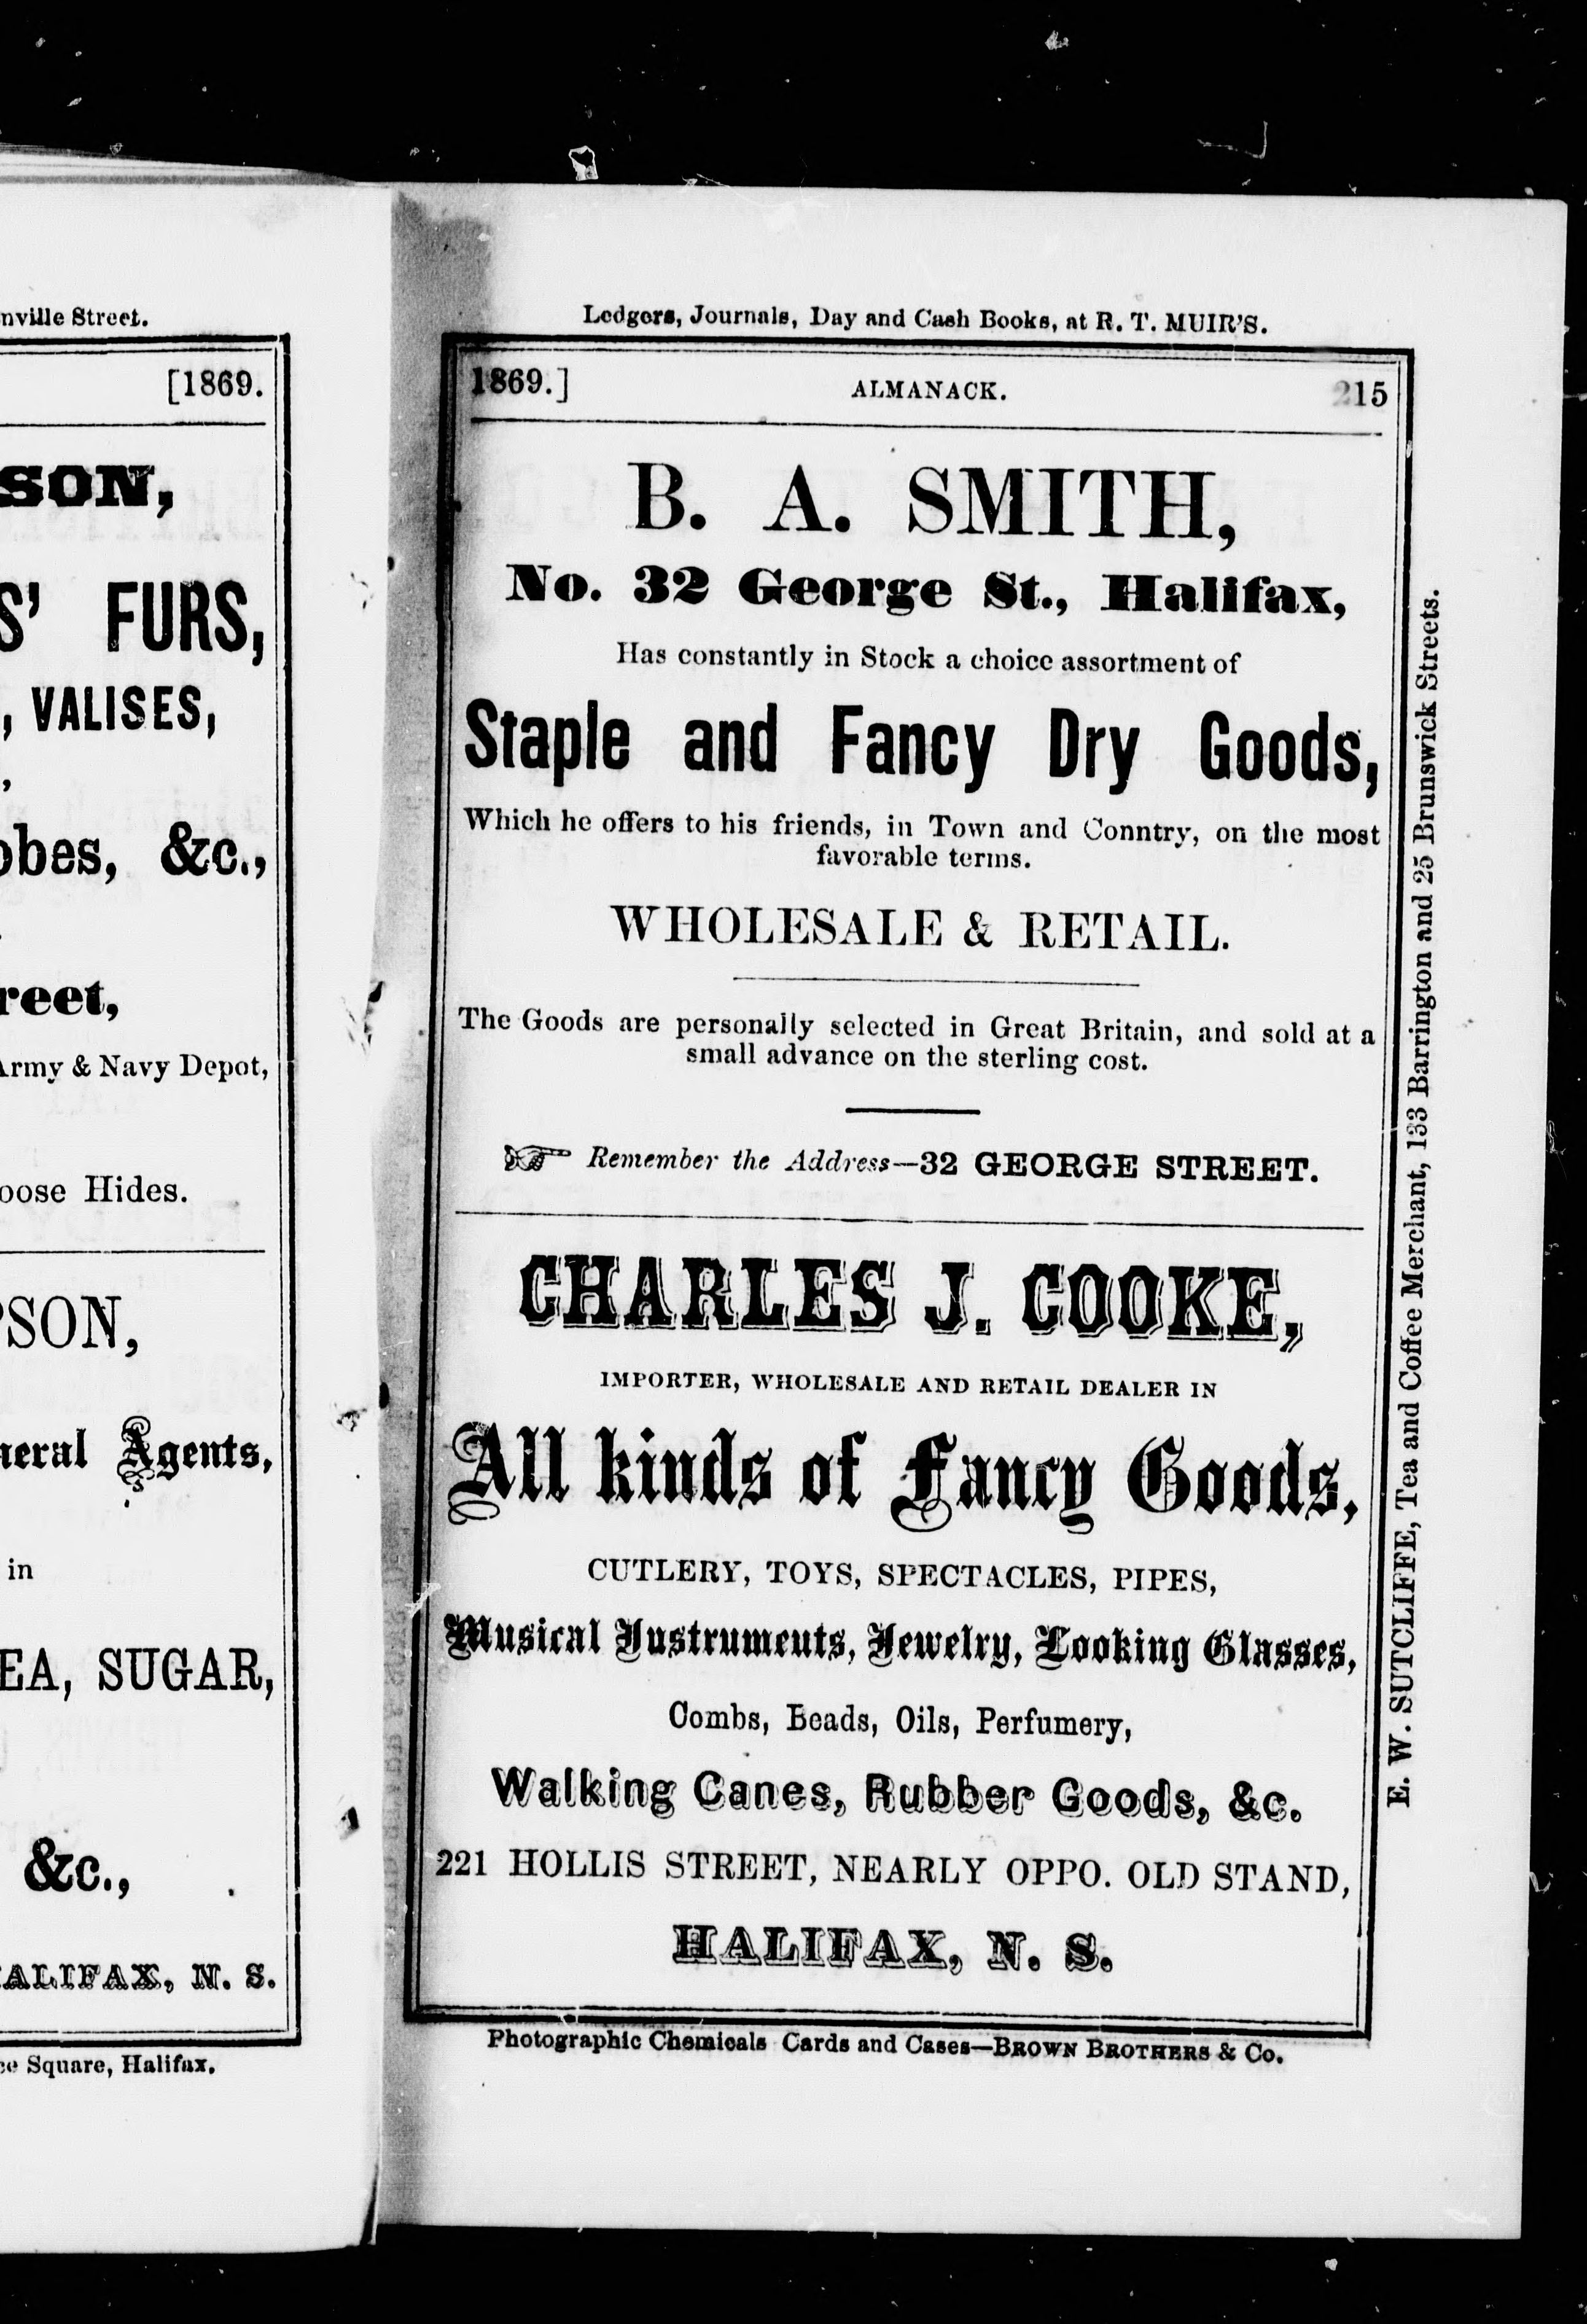 nville Street.
[1869.
SON,
S' FURS,
, VALISES,
obes, &c.,
reet,
Army & Navy Depot,
oose Hides.
PSON,
neral Agents,
in
EA, SUGAR,
&c.,
HALIFAX, N. S.
ce Square, Halifax.
Ledgers, Journals, Day and Cash Books, at R. T. MUIR'S.
1869.] ALMANACK. 215
B. A. SMITH,
No. 32 George St., Halifax,
Has constantly in Stock a choice assortment of
Staple and Fancy Dry Goods,
Which he offers to his friends, in Town and Conntry, on the most
favorable terms.
WHOLESALE & RETAIL.
The Goods are personally selected in Great Britain, and sold at a
small advance on the sterling cost.
☞ Remember the Address—32 GEORGE STREET.
CHARLES J. COOKE,
IMPORTER, WHOLESALE AND RETAIL DEALER IN
All kinds of Fancy Goods,
CUTLERY, TOYS, SPECTACLES, PIPES,
Musical Instruments, Jewelry, Looking Glasses,
Combs, Beads, Oils, Perfumery,
Walking Canes, Rubber Goods, &c.
221 HOLLIS STREET, NEARLY OPPO. OLD STAND,
HALIFAX, N. S.
Photographic Chemicals Cards and Cases—BROWN BROTHERS & Co.
E. W. SUTCLIFFE, Tea and Coffee Merchant, 133 Barrington and 25 Brunswick Streets.